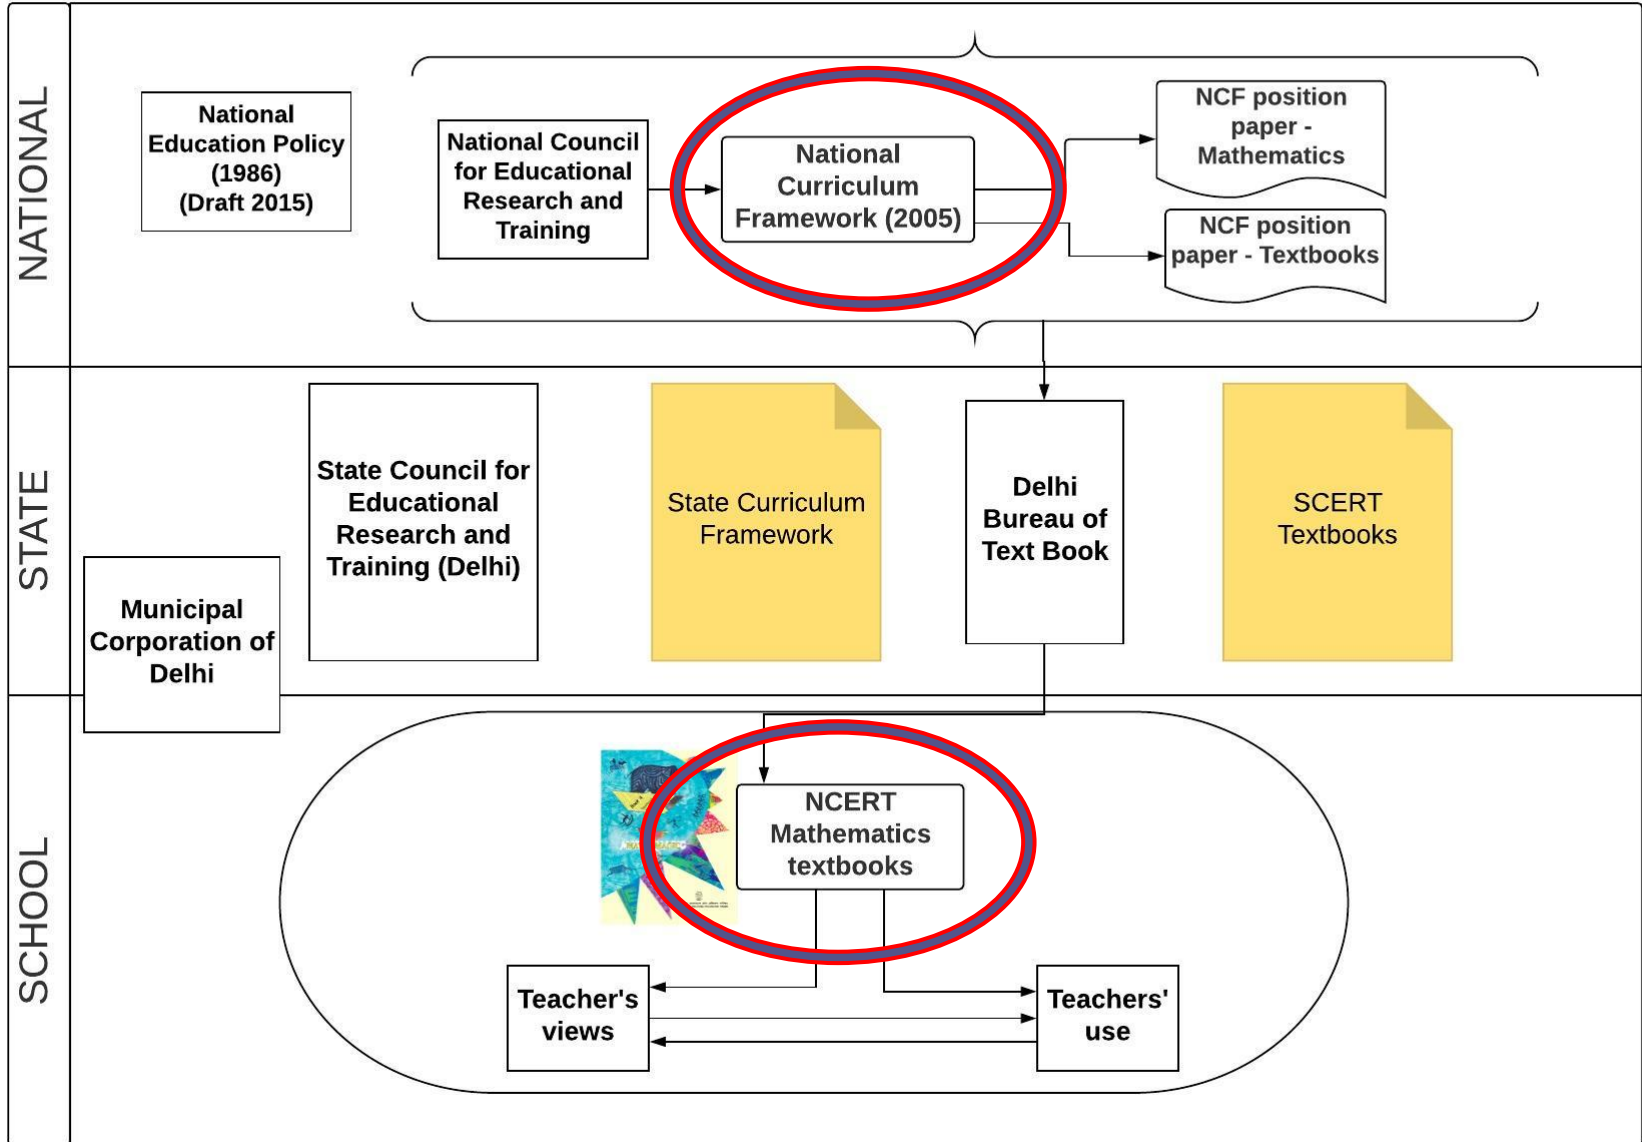 NATIONAL
National
Education Policy
(1986)
(Draft 2015)
National Council
for Educational
Research and
Training
National
Curriculum
Framework (2005)
NCF position
paper -
Mathematics
NCF position
paper - Textbooks
STATE
State Council for
Educational
Research and
Training (Delhi)
State Curriculum
Framework
Delhi
Bureau of
Text Book
SCERT
Textbooks
Municipal
Corporation of
Delhi
SCHOOL
NCERT
Mathematics
textbooks
Teacher's
views
Teachers'
use